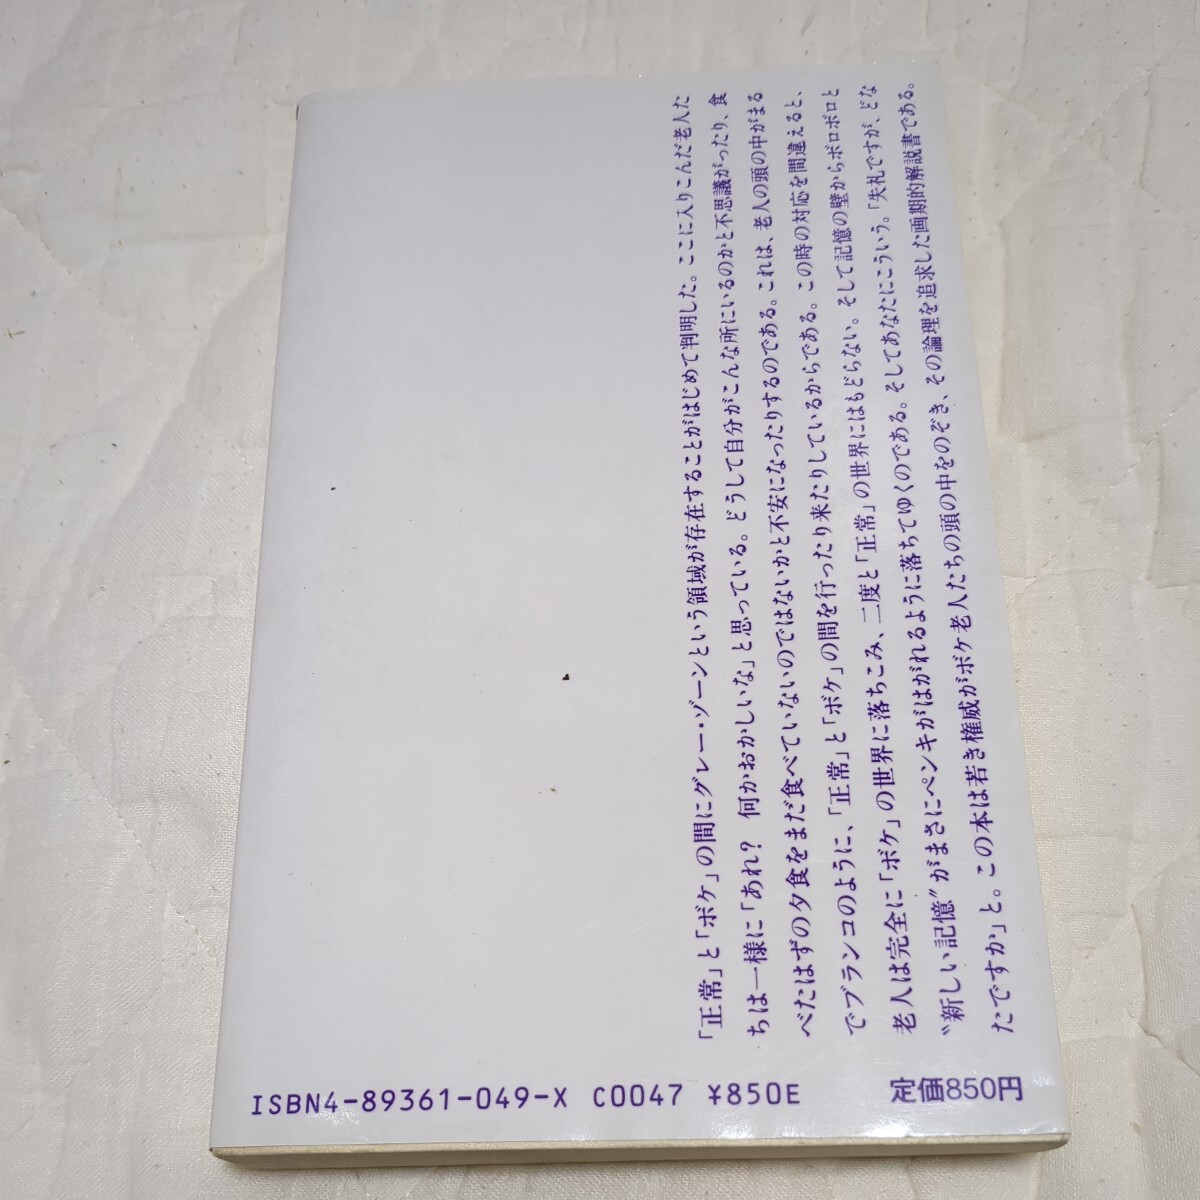 「正常」と「ボケ」の間にグレー・ゾーンという領域が存在することがはじめて判明した。ここに入りこんだ老人た
ちは一様に「あれ? 何かおかしいな」と思っている。どうして自分がこんな所にいるのかと不思議がったり、食
べたはずの夕食をまだ食べていないのではないかと不安になったりするのである。これは、老人の頭の中がまる
でブランコのように、「正常」と「ボケ」の間を行ったり来たりしているからである。この時の対応を間違えると、
老人は完全に「ボケ」の世界に落ちこみ、二度と「正常」の世界にはもどらない。そして記憶の壁からボロボロと
〝新しい記憶〟がまさにペンキがはがれるように落ちてゆくのである。そしてあなたにこういう。「失礼ですが、どな
たですか」と。この本は若き権威がボケ老人たちの頭の中をのぞき、その論理を追求した画期的解説書である。
ISBN4-89361-049-X C0047 ¥850E 定価850円